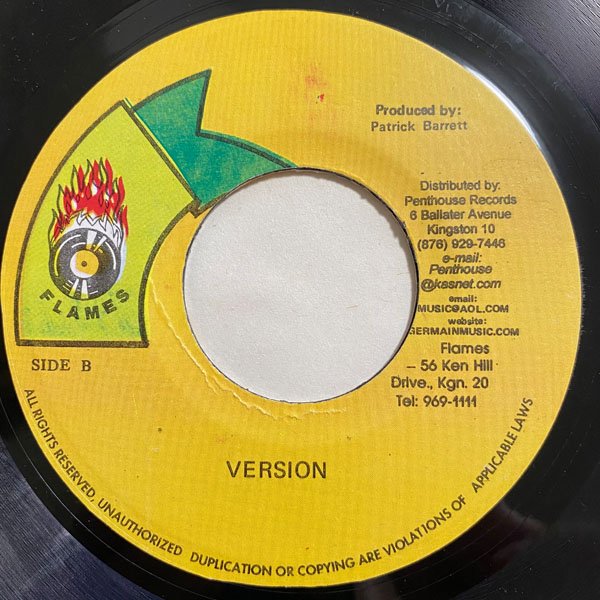 Produced by:
Patrick Barrett
Distributed by:
Penthouse Records
6 Ballater Avenue
Kingston 10
(876) 929-7446
e-mail:
Penthouse
@kasnet.com
email:
MUSIC@AOL.COM
website:
GERMAINMUSIC.COM
Flames
– 56 Ken Hill
Drive., Kgn. 20
Tel: 969-1111
FLAMES
SIDE B
VERSION
ALL RIGHTS RESERVED, UNAUTHORIZED DUPLICATION OR COPYING ARE VIOLATIONS OF APPLICABLE LAWS